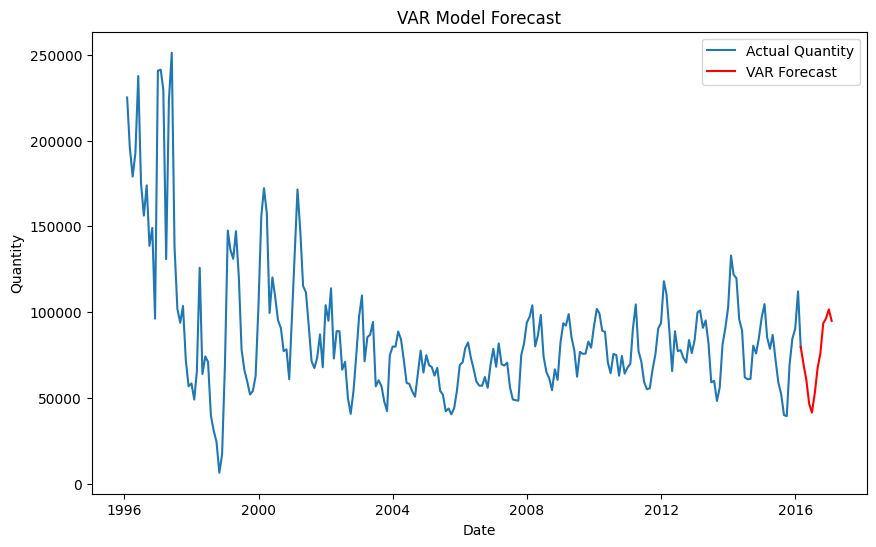 VAR Model Forecast
Actual Quantity
VAR Forecast
250000
200000
150000
100000
50000
0
Quantity
1996
2000
2004
2008
2012
2016
Date